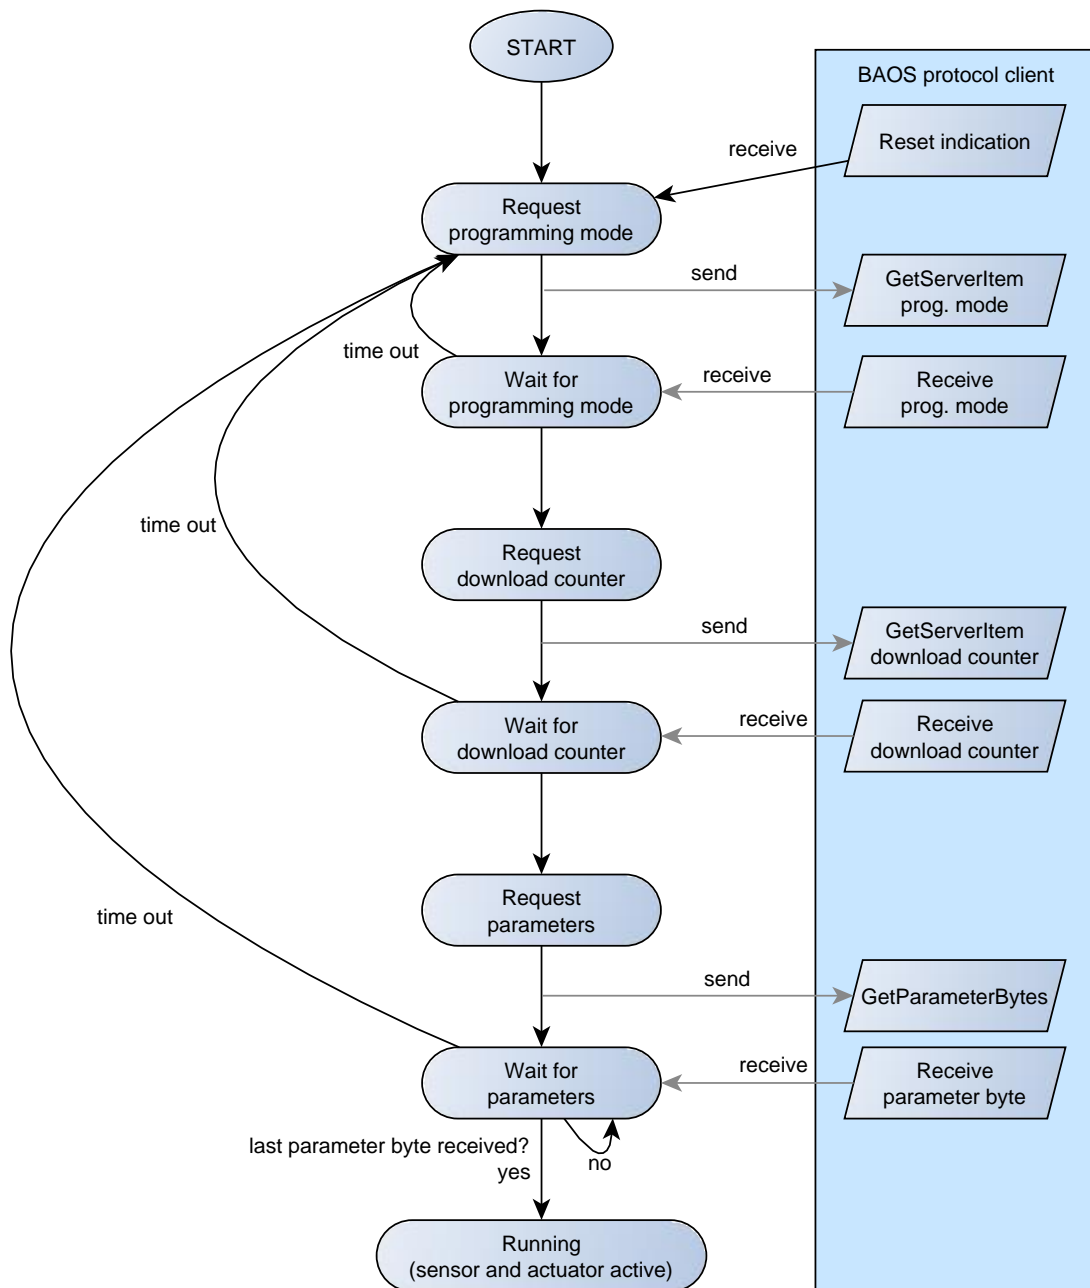 START
BAOS protocol client
Reset indication
receive
Request
programming mode
send
GetServerItem
prog. mode
time out
Wait for
programming mode
receive
Receive
prog. mode
time out
Request
download counter
send
GetServerItem
download counter
Wait for
download counter
receive
Receive
download counter
time out
Request
parameters
send
GetParameterBytes
Wait for
parameters
receive
Receive
parameter byte
last parameter byte received?
yes
no
Running
(sensor and actuator active)